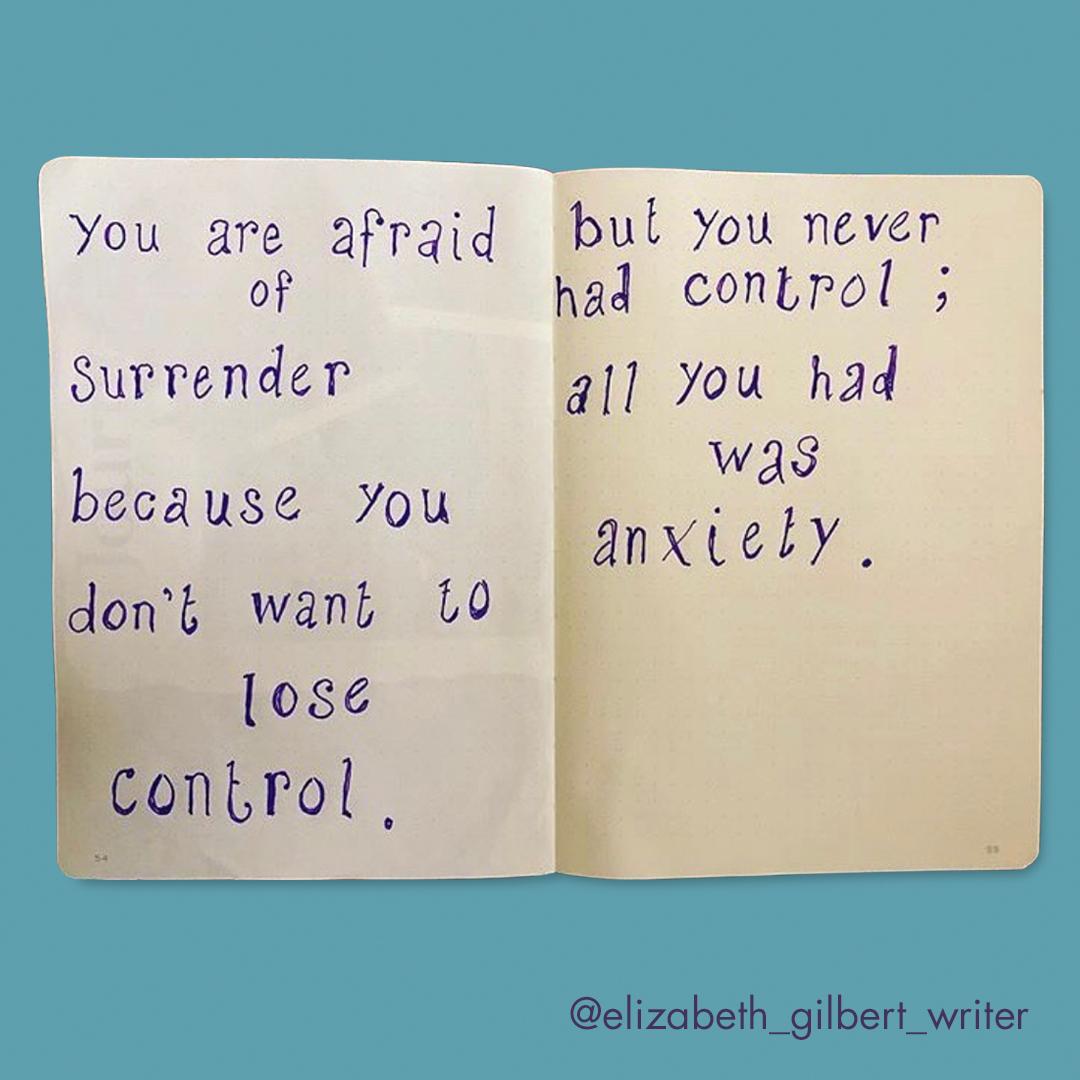 you are afraid
of
surrender
because you
don't want to
lose
control.
54
but you never
had control;
all you had
was
anxiety.
@elizabeth_gilbert_writer